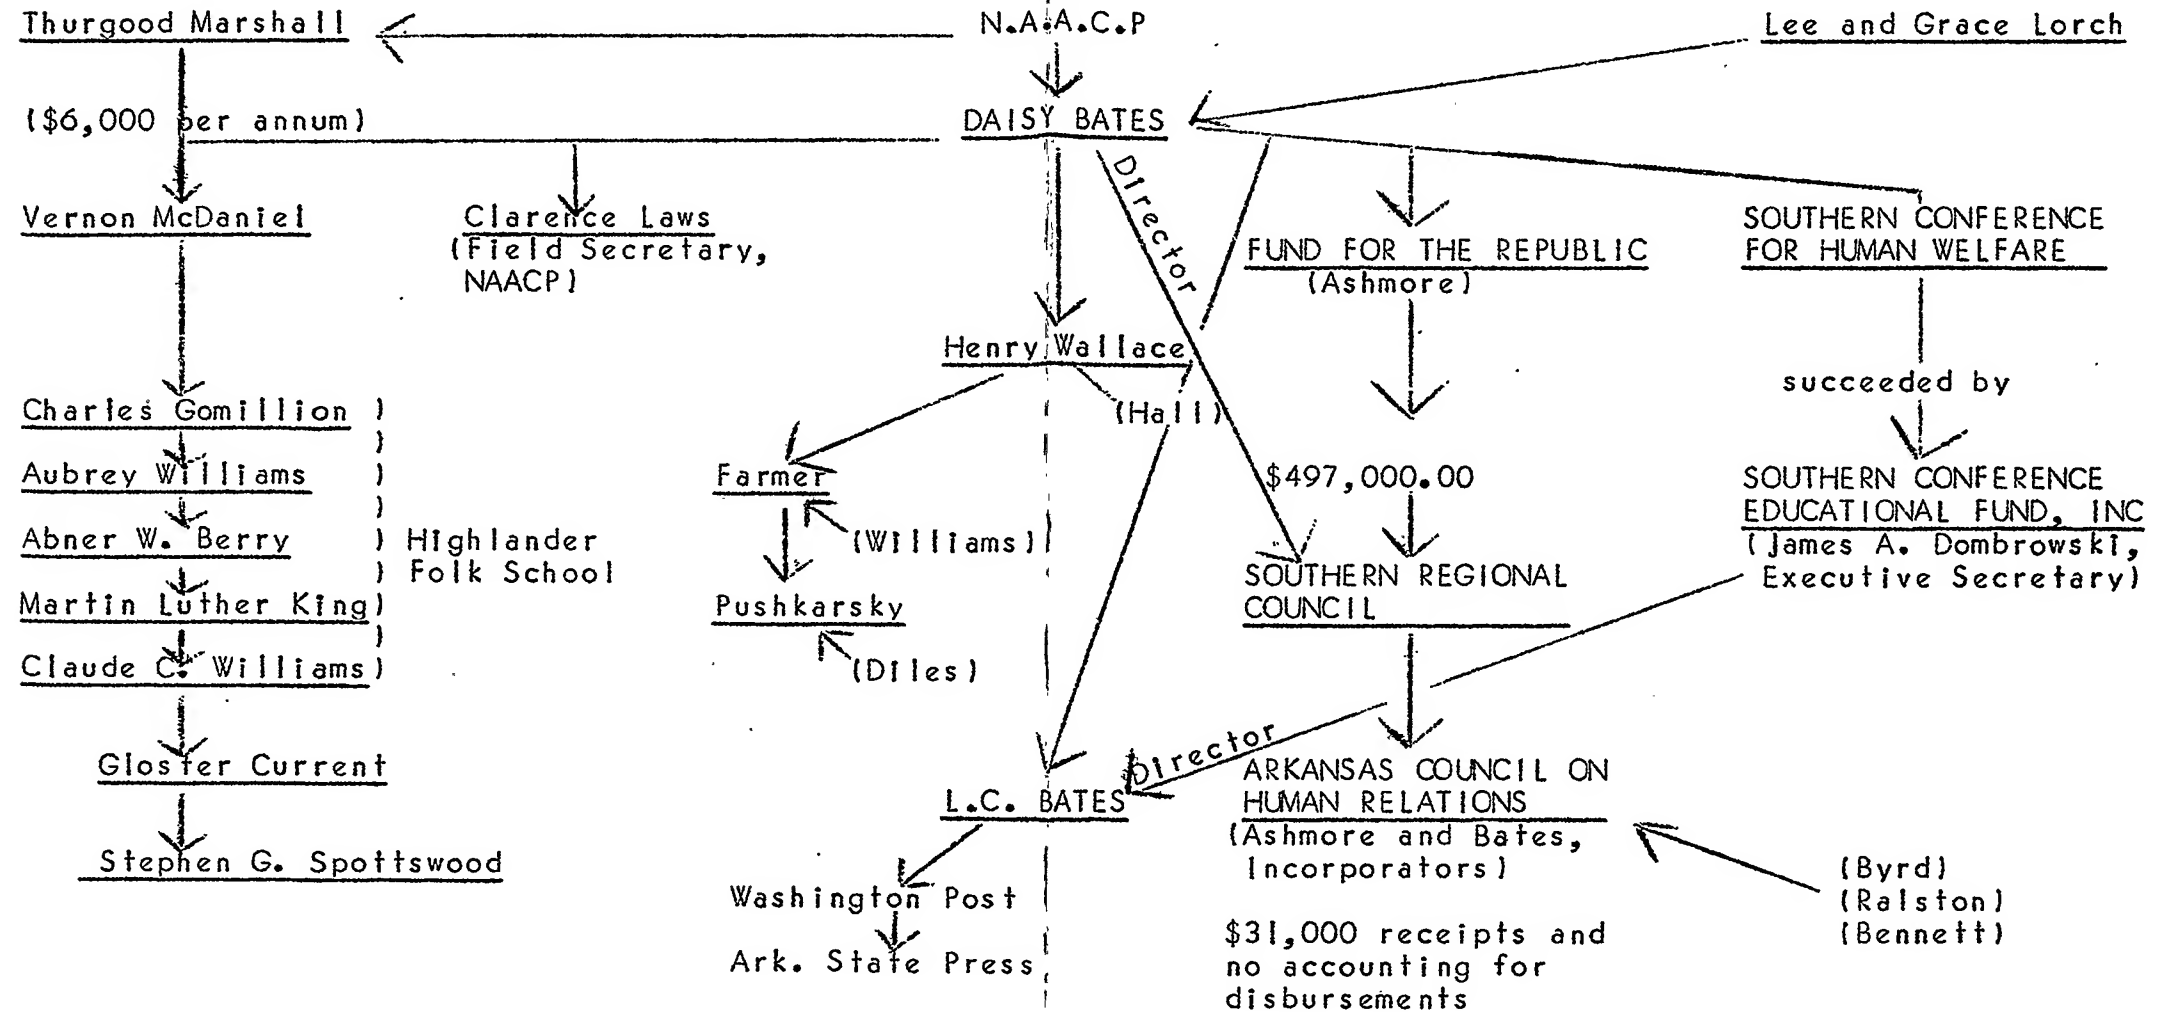 Thurgood Marshall
N.A.A.C.P
Lee and Grace Lorch
($6,000 per annum)
DAISY BATES
Director
Vernon McDaniel
Clarence Laws
(Field Secretary,
NAACP)
FUND FOR THE REPUBLIC
(Ashmore)
SOUTHERN CONFERENCE
FOR HUMAN WELFARE
Henry Wallace
(Hall)
succeeded by
Charles Gomillion )
Aubrey Williams
Abner W. Berry )
Martin Luther King)
Claude C. Williams)
Highlander
Folk School
Farmer
(Williams)
Pushkarsky
(Diles)
$497,000.00
SOUTHERN REGIONAL
COUNCIL
SOUTHERN CONFERENCE
EDUCATIONAL FUND, INC
(James A. Dombrowski,
Executive Secretary)
Gloster Current
Stephen G. Spottswood
Director
L.C. BATES
Washington Post
Ark. State Press
ARKANSAS COUNCIL ON
HUMAN RELATIONS
(Ashmore and Bates,
Incorporators)
$31,000 receipts and
no accounting for
disbursements
(Byrd)
(Ralston)
(Bennett)